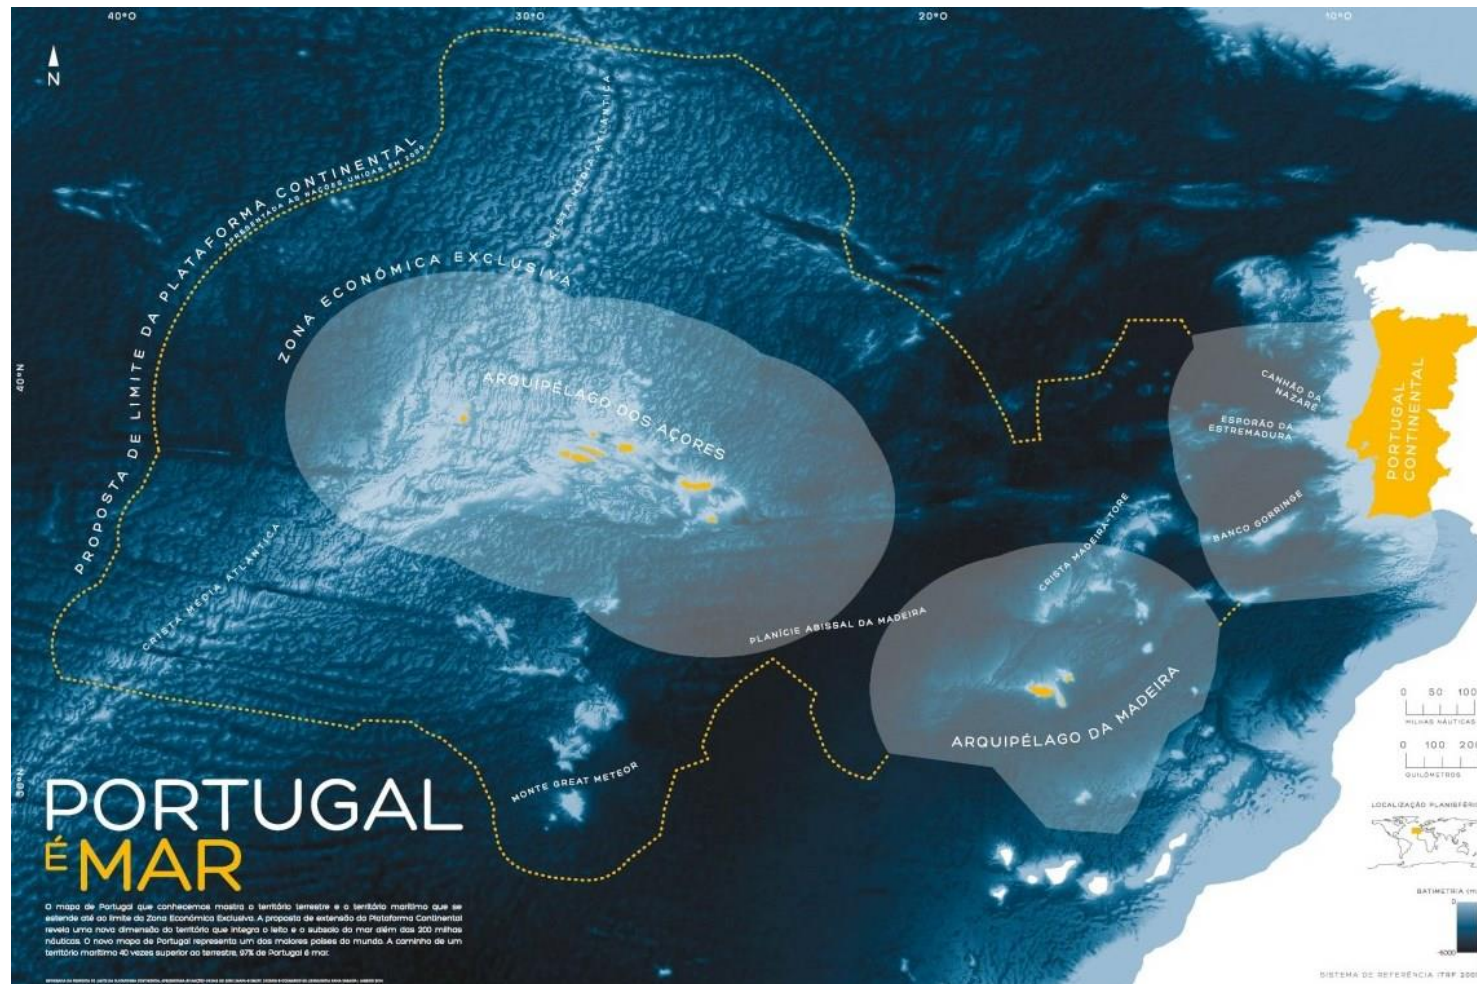 40°O
30°O
20°O
10°O
N
PROPOSTA DE LIMITE DA PLATAFORMA CONTINENTAL
APRESENTADA ÀS NAÇÕES UNIDAS EM 2009
CRISTA MÉDIA ATLÂNTICA
ZONA ECONÓMICA EXCLUSIVA
40°N
ARQUIPÉLAGO DOS AÇORES
CANHÃO DA
NAZARÉ
ESPORÃO DA
ESTREMADURA
PORTUGAL
CONTINENTAL
BANCO GORRINGE
CRISTA MADEIRA-TORE
CRISTA MÉDIA ATLÂNTICA
PLANÍCIE ABISSAL DA MADEIRA
ARQUIPÉLAGO DA MADEIRA
MONTE GREAT METEOR
30°N
0 50 100
MILHAS NÁUTICAS
0 100 200
QUILÓMETROS
LOCALIZAÇÃO PLANISFÉRI
BATIMETRIA (m
0
-6000
SISTEMA DE REFERÊNCIA ITRF 200
PORTUGAL
É MAR
O mapa de Portugal que conhecemos mostra o território terrestre e o território marítimo que se
estende até ao limite da Zona Económica Exclusiva. A proposta de extensão da Plataforma Continental
revela uma nova dimensão do território que integra o leito e o subsolo do mar além das 200 milhas
náuticas. O novo mapa de Portugal representa um dos maiores países do mundo. A caminho de um
território marítimo 40 vezes superior ao terrestre, 97% de Portugal é mar.